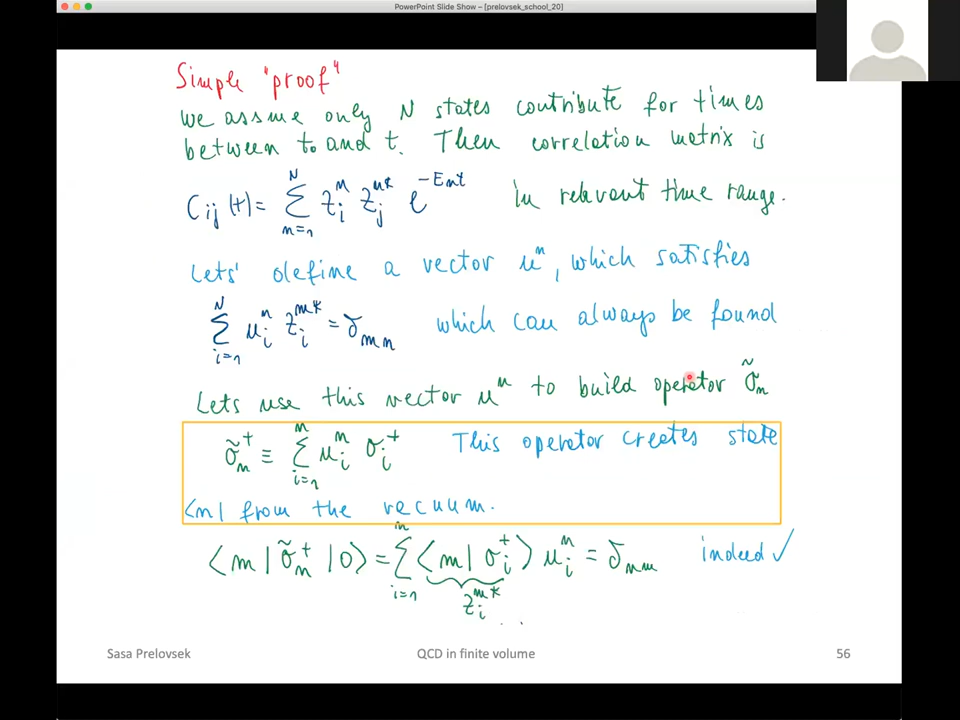 PowerPoint Slide Show – [prelovsek_school_20]
Simple "proof"
We assume only N states contribute for times
between t₀ and t. Then correlation matrix is
C_ij(t) = Σ_{n=1}^{N} Z_i^n Z_j^{n*} e^{-E_n t} in relevant time range.
Lets' define a vector u^n, which satisfies
Σ_{i=1}^{N} u_i^n Z_i^{m*} = δ_{mn} which can always be found
Lets use this vector u^n to build operator Õ_n
Õ_n^+ ≡ Σ_{i=1}^{n} u_i^n O_i^+ This operator creates state
<n| from the vacuum.
<m|Õ_n^+|0> = Σ_{i=1}^{n} <m|O_i^+> u_i^n = δ_{nm} indeed ✓
Z_i^{m*}
Sasa Prelovsek QCD in finite volume 56